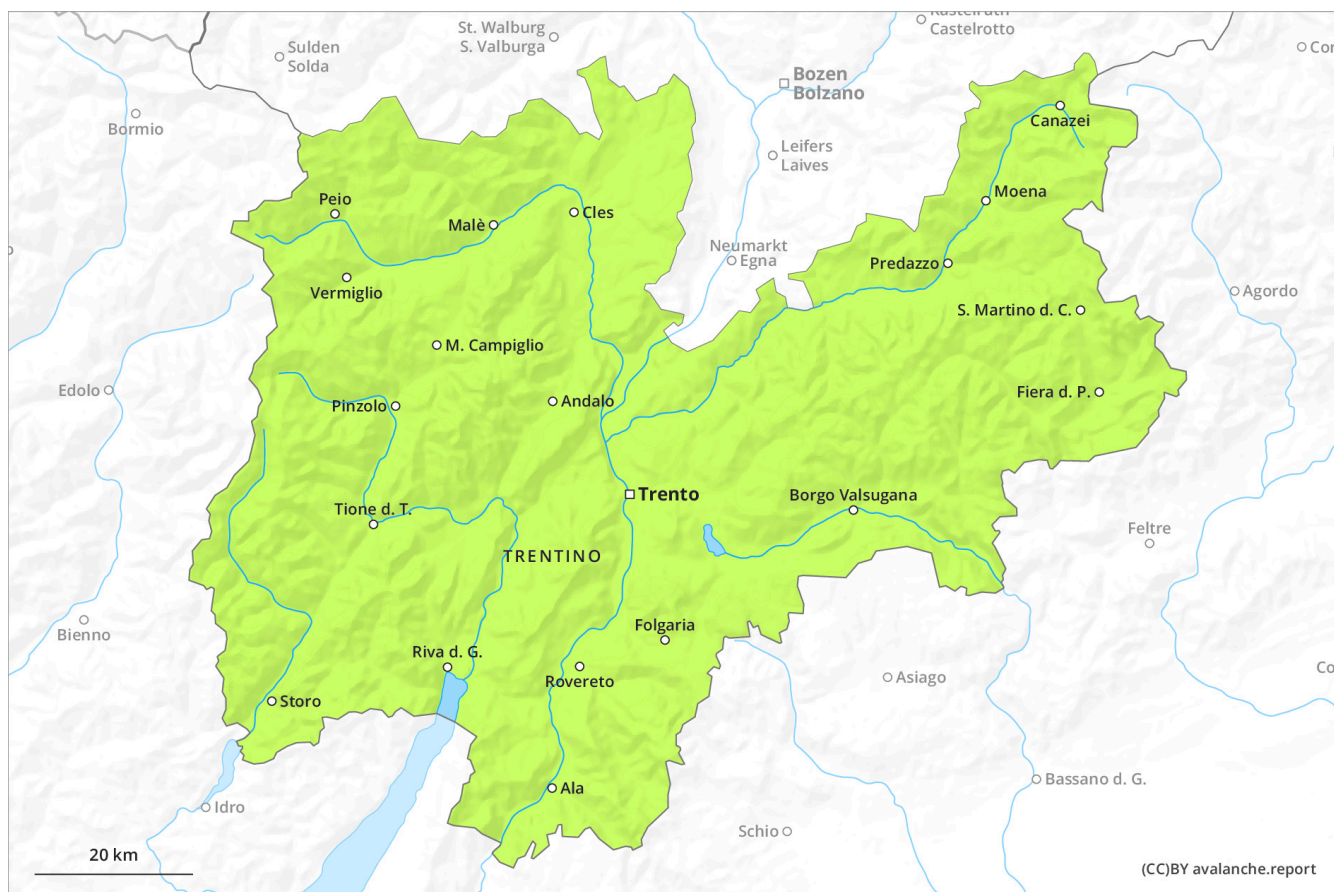 Kastelruth
Castelrotto
St. Walburg
S. Valburga
Sulden
Solda
Bozen
Bolzano
Bormio
Canazei
Leifers
Laives
Peio
Moena
Malè
Cles
Neumarkt
Egna
Predazzo
Vermiglio
Agordo
S. Martino d. C.
M. Campiglio
Edolo
Pinzolo
Andalo
Fiera d. P.
Trento
Borgo Valsugana
Tione d. T.
Feltre
TRENTINO
Bienno
Folgaria
Riva d. G.
Rovereto
Asiago
Storo
Bassano d. G.
Ala
Idro
Schio
20 km
(CC)BY avalanche.report